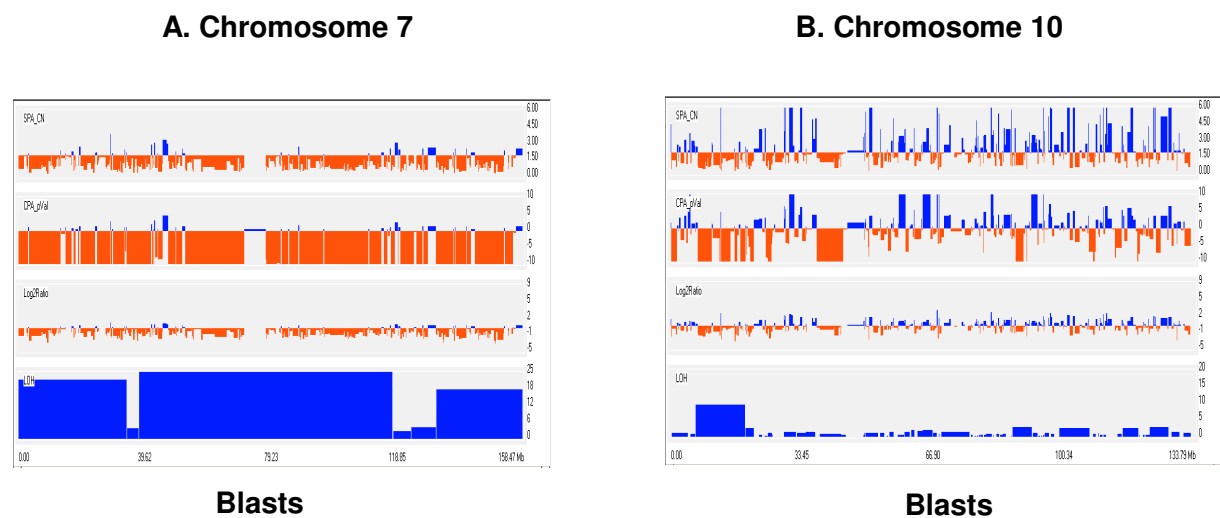 A. Chromosome 7
SPA_CN
6.00
4.50
3.00
1.50
0.00
CPA_pVal
10
5
0
-5
-10
Log2Ratio
9
5
2
-1
-5
LOH
25
18
12
6
0
0.00 39.62 79.23 118.85 158.47 Mb
Blasts
B. Chromosome 10
SPA_CN
6.00
4.50
3.00
1.50
0.00
CPA_pVal
10
5
0
-5
-10
Log2Ratio
9
5
2
-1
-5
LOH
20
15
10
5
0
0.00 33.45 66.90 100.34 133.79 Mb
Blasts